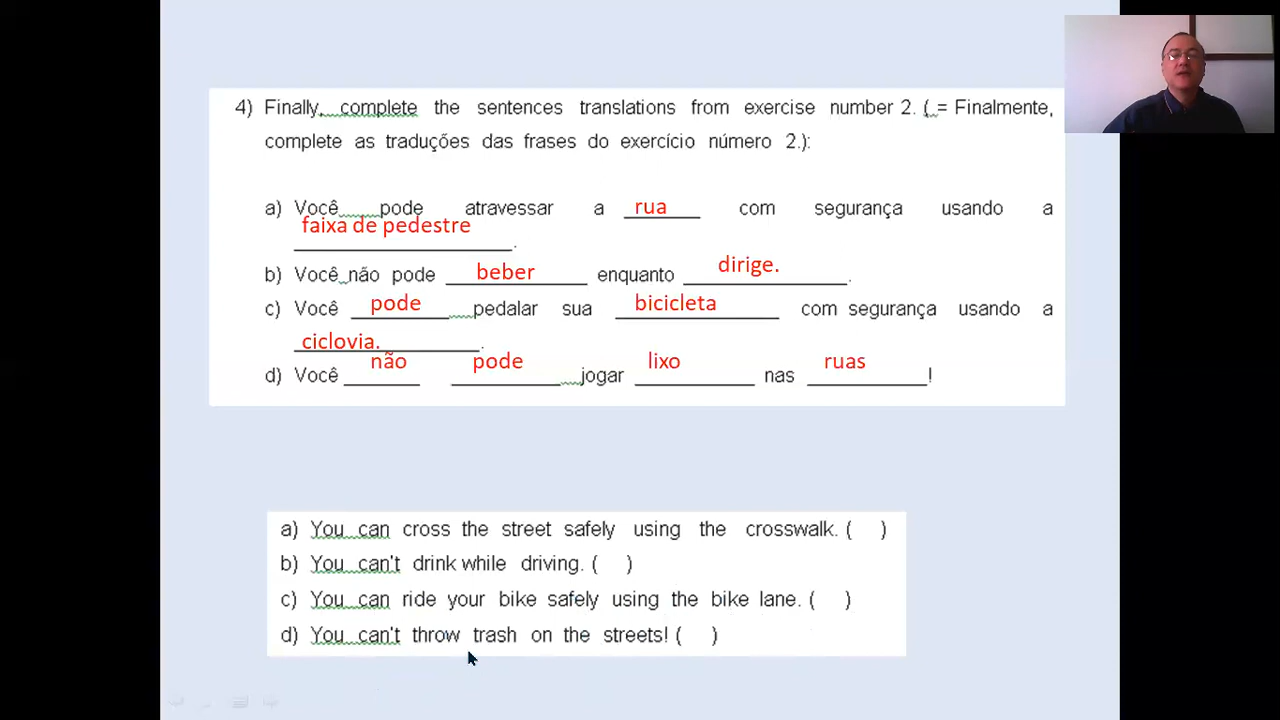 4) Finally, complete the sentences translations from exercise number 2. ( = Finalmente,
complete as traduções das frases do exercício número 2.):
a) Você pode atravessar a rua com segurança usando a
faixa de pedestre.
b) Você não pode beber enquanto dirige..
c) Você pode pedalar sua bicicleta com segurança usando a
ciclovia..
d) Você não pode jogar lixo nas ruas!
a) You can cross the street safely using the crosswalk. ( )
b) You can't drink while driving. ( )
c) You can ride your bike safely using the bike lane. ( )
d) You can't throw trash on the streets! ( )